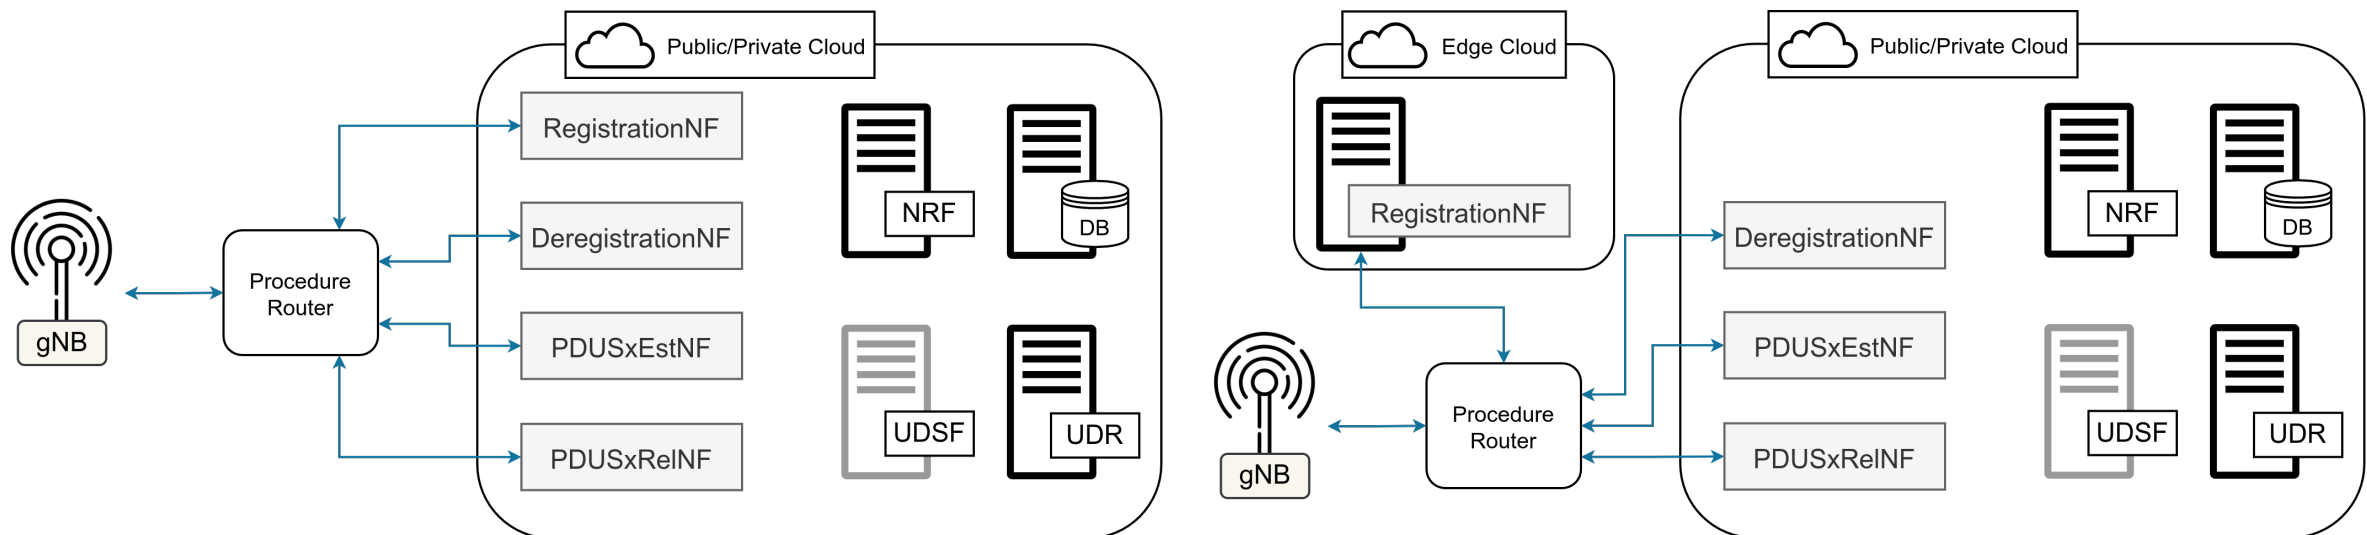 Public/Private Cloud
RegistrationNF
DeregistrationNF
PDUSxEstNF
PDUSxRelNF
NRF
DB
UDSF
UDR
Procedure
Router
gNB
Edge Cloud
RegistrationNF
Public/Private Cloud
DeregistrationNF
PDUSxEstNF
PDUSxRelNF
NRF
DB
UDSF
UDR
Procedure
Router
gNB